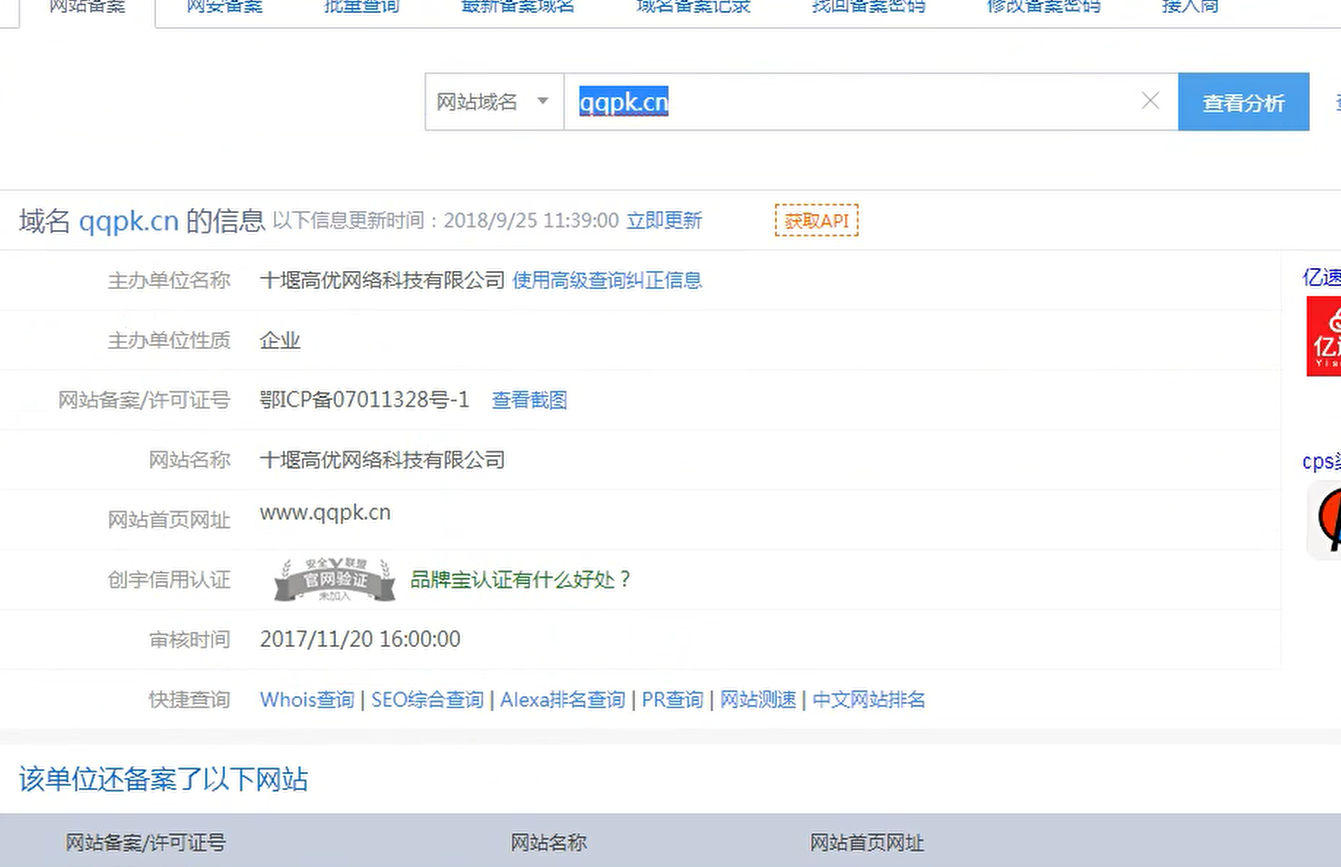 网站备案 网安备案 批量查询 最新备案域名 域名备案记录 找回备案密码 修改备案密码 接入商
网站域名 qqpk.cn 查看分析
域名 qqpk.cn 的信息 以下信息更新时间：2018/9/25 11:39:00 立即更新 获取API
主办单位名称 十堰高优网络科技有限公司 使用高级查询纠正信息
亿速
主办单位性质 企业
网站备案/许可证号 鄂ICP备07011328号-1 查看截图
网站名称 十堰高优网络科技有限公司
cps
网站首页网址 www.qqpk.cn
创宇信用认证 安全联盟 官网验证 未加入 品牌宝认证有什么好处？
审核时间 2017/11/20 16:00:00
快捷查询 Whois查询 | SEO综合查询 | Alexa排名查询 | PR查询 | 网站测速 | 中文网站排名
该单位还备案了以下网站
网站备案/许可证号 网站名称 网站首页网址